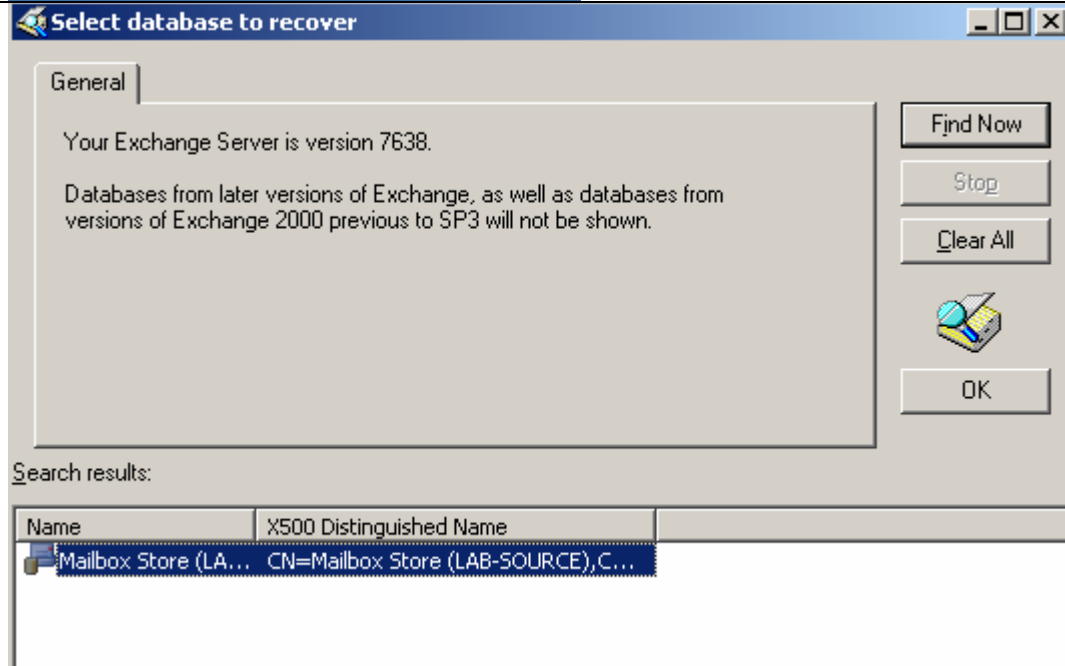 Select database to recover
General
Your Exchange Server is version 7638.
Databases from later versions of Exchange, as well as databases from
versions of Exchange 2000 previous to SP3 will not be shown.
Find Now
Stop
Clear All
OK
Search results:
Name X500 Distinguished Name
Mailbox Store (LA... CN=Mailbox Store (LAB-SOURCE),C...